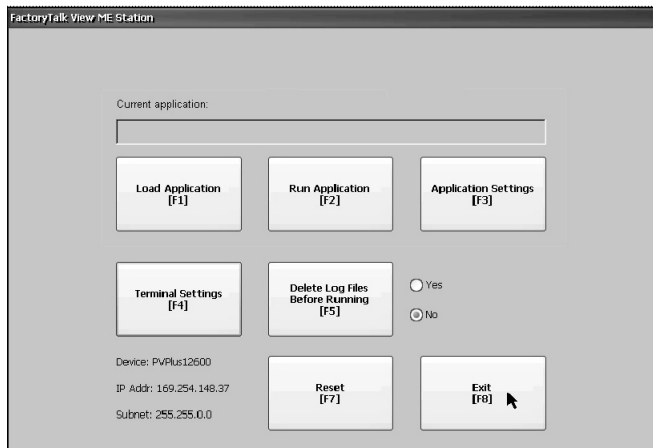 FactoryTalk View ME Station
Current application:
Load Application
[F1]
Run Application
[F2]
Application Settings
[F3]
Terminal Settings
[F4]
Delete Log Files
Before Running
[F5]
Yes
No
Device: PVPlus12600
IP Addr: 169.254.148.37
Subnet: 255.255.0.0
Reset
[F7]
Exit
[F8]